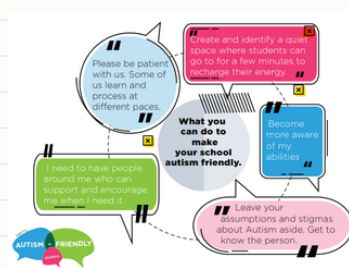 Create and identify a quiet
space where students can
go to for a few minutes to
recharge their energy.
Please be patient
with us. Some of
us learn and
process at
different paces.
What you
can do to
make
your school
autism friendly.
Become
more aware
of my
abilities
I need to have people
around me who can
support and encourage
me when I need it.
Leave your
assumptions and stigmas
about Autism aside. Get to
know the person.
AUTISM - FRIENDLY